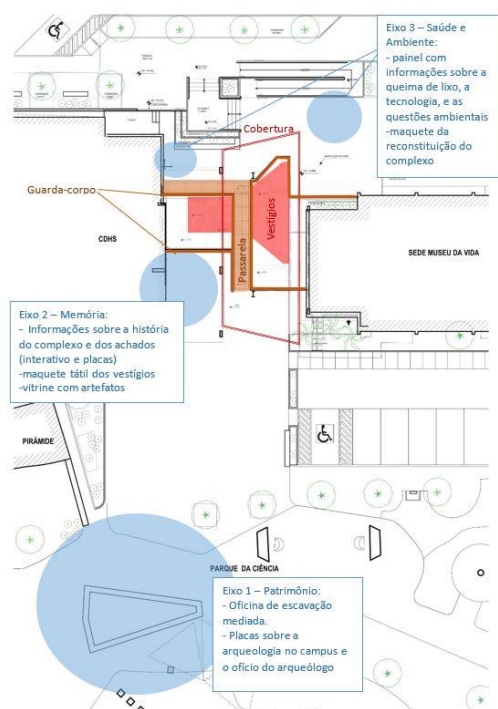 Eixo 3 – Saúde e
Ambiente:
- painel com
informações sobre a
queima de lixo, a
tecnologia, e as
questões ambientais
-maquete da
reconstituição do
complexo
Cobertura
Guarda-corpo
Vestígios
Passarela
CDHS
SEDE MUSEU DA VIDA
Eixo 2 – Memória:
- Informações sobre a história
do complexo e dos achados
(interativo e placas)
-maquete tátil dos vestígios
-vitrine com artefatos
PIRÂMIDE
PARQUE DA CIÊNCIA
Eixo 1 – Patrimônio:
- Oficina de escavação
mediada.
- Placas sobre a
arqueologia no campus e
o ofício do arqueólogo